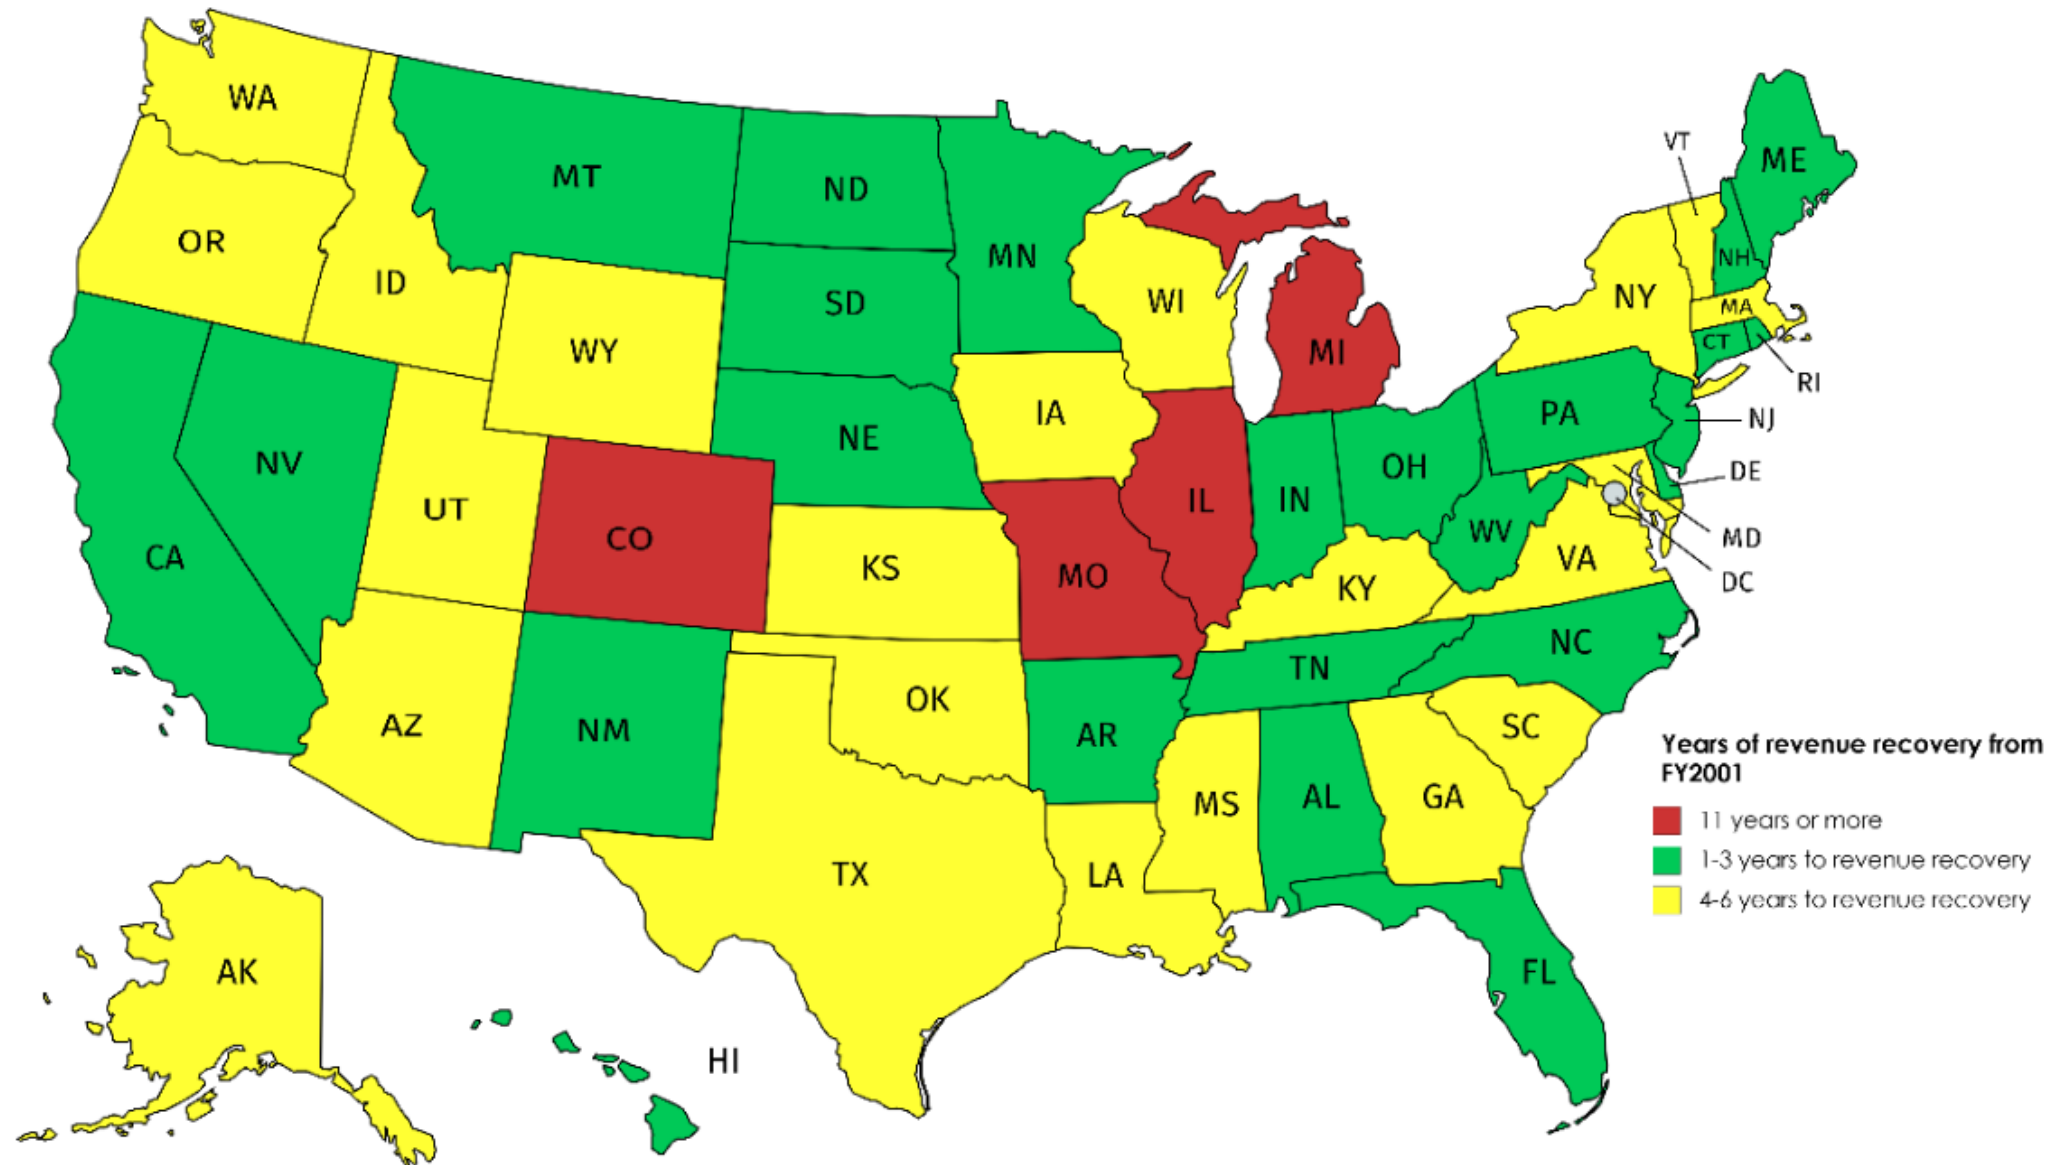 WA
MT
ND
MN
VT
ME
OR
ID
SD
WI
NH
NY
MA
WY
MI
CT
RI
IA
PA
NJ
NV
NE
OH
DE
UT
CO
IL
IN
WV
MD
CA
KS
MO
KY
VA
DC
OK
TN
NC
AZ
NM
AR
SC
MS
AL
GA
TX
LA
AK
FL
HI
Years of revenue recovery from
FY2001
11 years or more
1-3 years to revenue recovery
4-6 years to revenue recovery